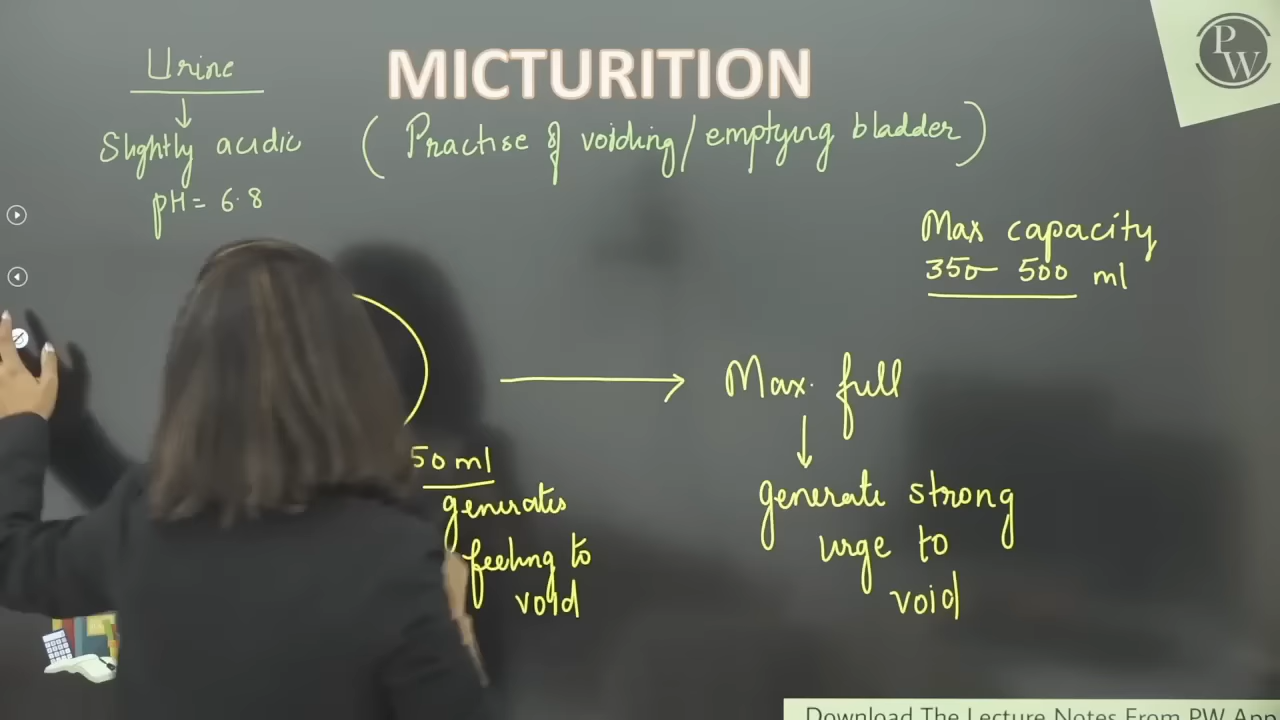 Urine
MICTURITION
Slightly acidic
(Practise of voiding/emptying bladder)
pH = 6.8
Max capacity
350- 500 ml
Max. full
50 ml
generates
feeling to
void
generate strong
urge to
void
PW
Download The Lecture Notes From PW App